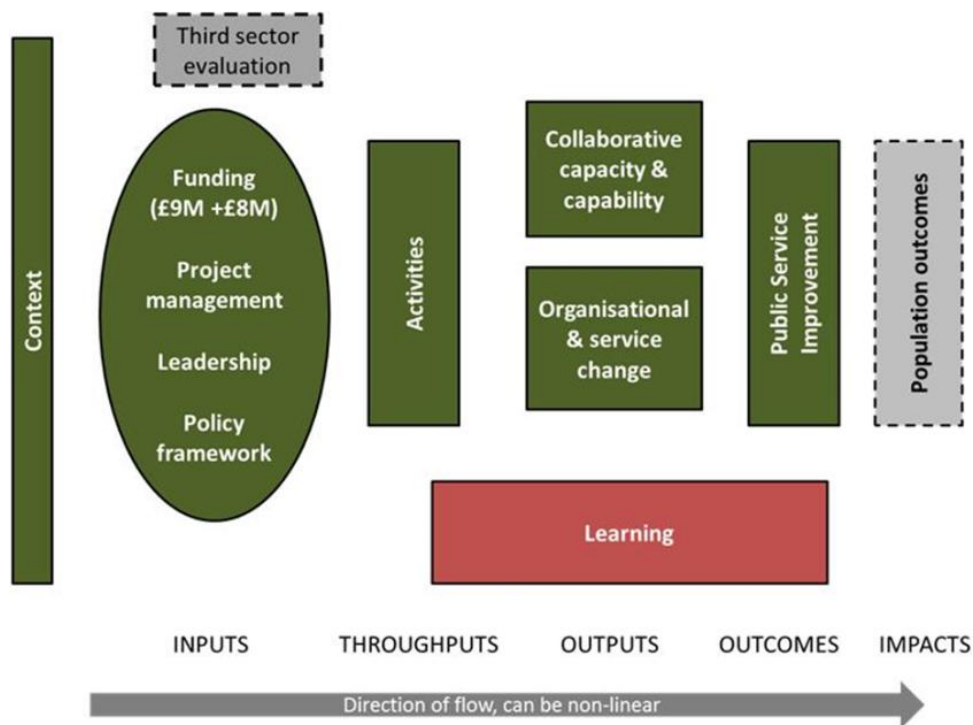 Third sector
evaluation
Context
Funding
(£9M +£8M)
Project
management
Leadership
Policy
framework
Activities
Collaborative
capacity &
capability
Organisational
& service
change
Public Service
Improvement
Population outcomes
Learning
INPUTS
THROUGHPUTS
OUTPUTS
OUTCOMES
IMPACTS
Direction of flow, can be non-linear